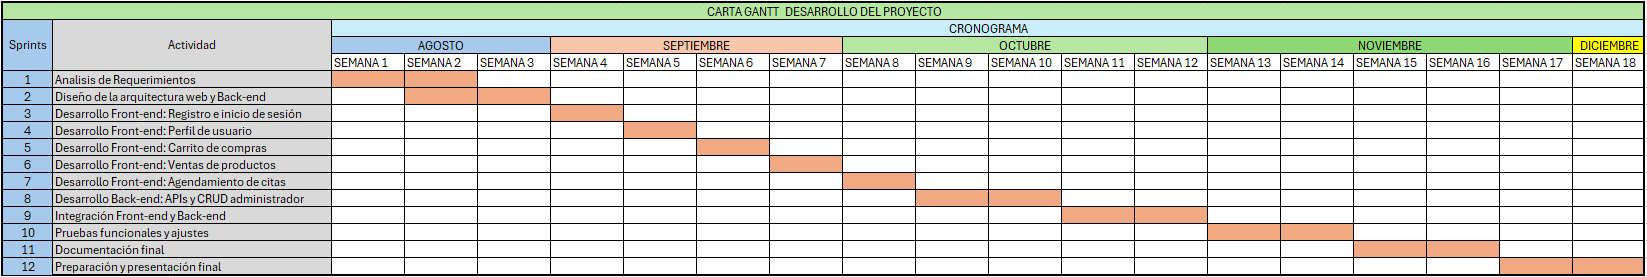 CARTA GANTT DESARROLLO DEL PROYECTO
Sprints Actividad CRONOGRAMA
AGOSTO SEPTIEMBRE OCTUBRE NOVIEMBRE DICIEMBRE
SEMANA 1 SEMANA 2 SEMANA 3 SEMANA 4 SEMANA 5 SEMANA 6 SEMANA 7 SEMANA 8 SEMANA 9 SEMANA 10 SEMANA 11 SEMANA 12 SEMANA 13 SEMANA 14 SEMANA 15 SEMANA 16 SEMANA 17 SEMANA 18
1 Analisis de Requerimientos
2 Diseño de la arquitectura web y Back-end
3 Desarrollo Front-end: Registro e inicio de sesión
4 Desarrollo Front-end: Perfil de usuario
5 Desarrollo Front-end: Carrito de compras
6 Desarrollo Front-end: Ventas de productos
7 Desarrollo Front-end: Agendamiento de citas
8 Desarrollo Back-end: APIs y CRUD administrador
9 Integración Front-end y Back-end
10 Pruebas funcionales y ajustes
11 Documentación final
12 Preparación y presentación final